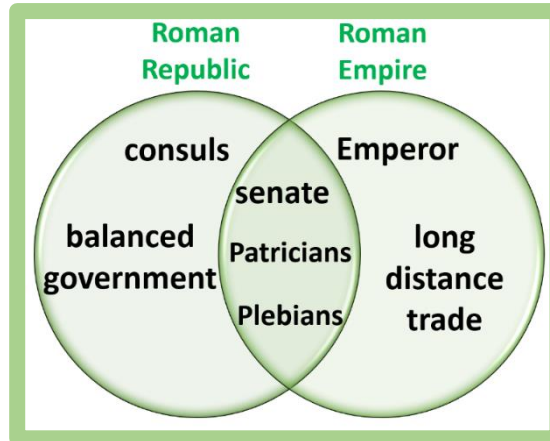 Roman
Republic
Roman
Empire
consuls
balanced
government
senate
Patricians
Plebians
Emperor
long
distance
trade